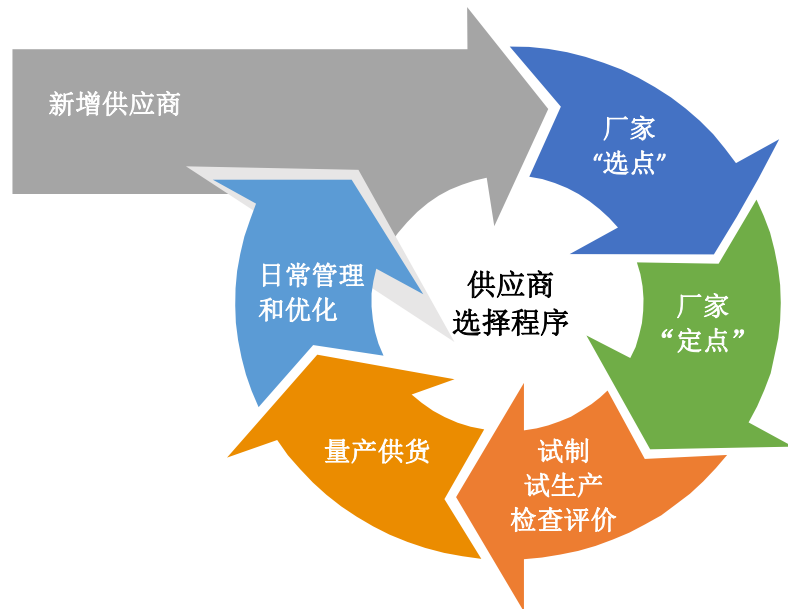 新增供应商
厂家
“选点”
厂家
“定点”
试制
试生产
检查评价
量产供货
日常管理
和优化
供应商
选择程序